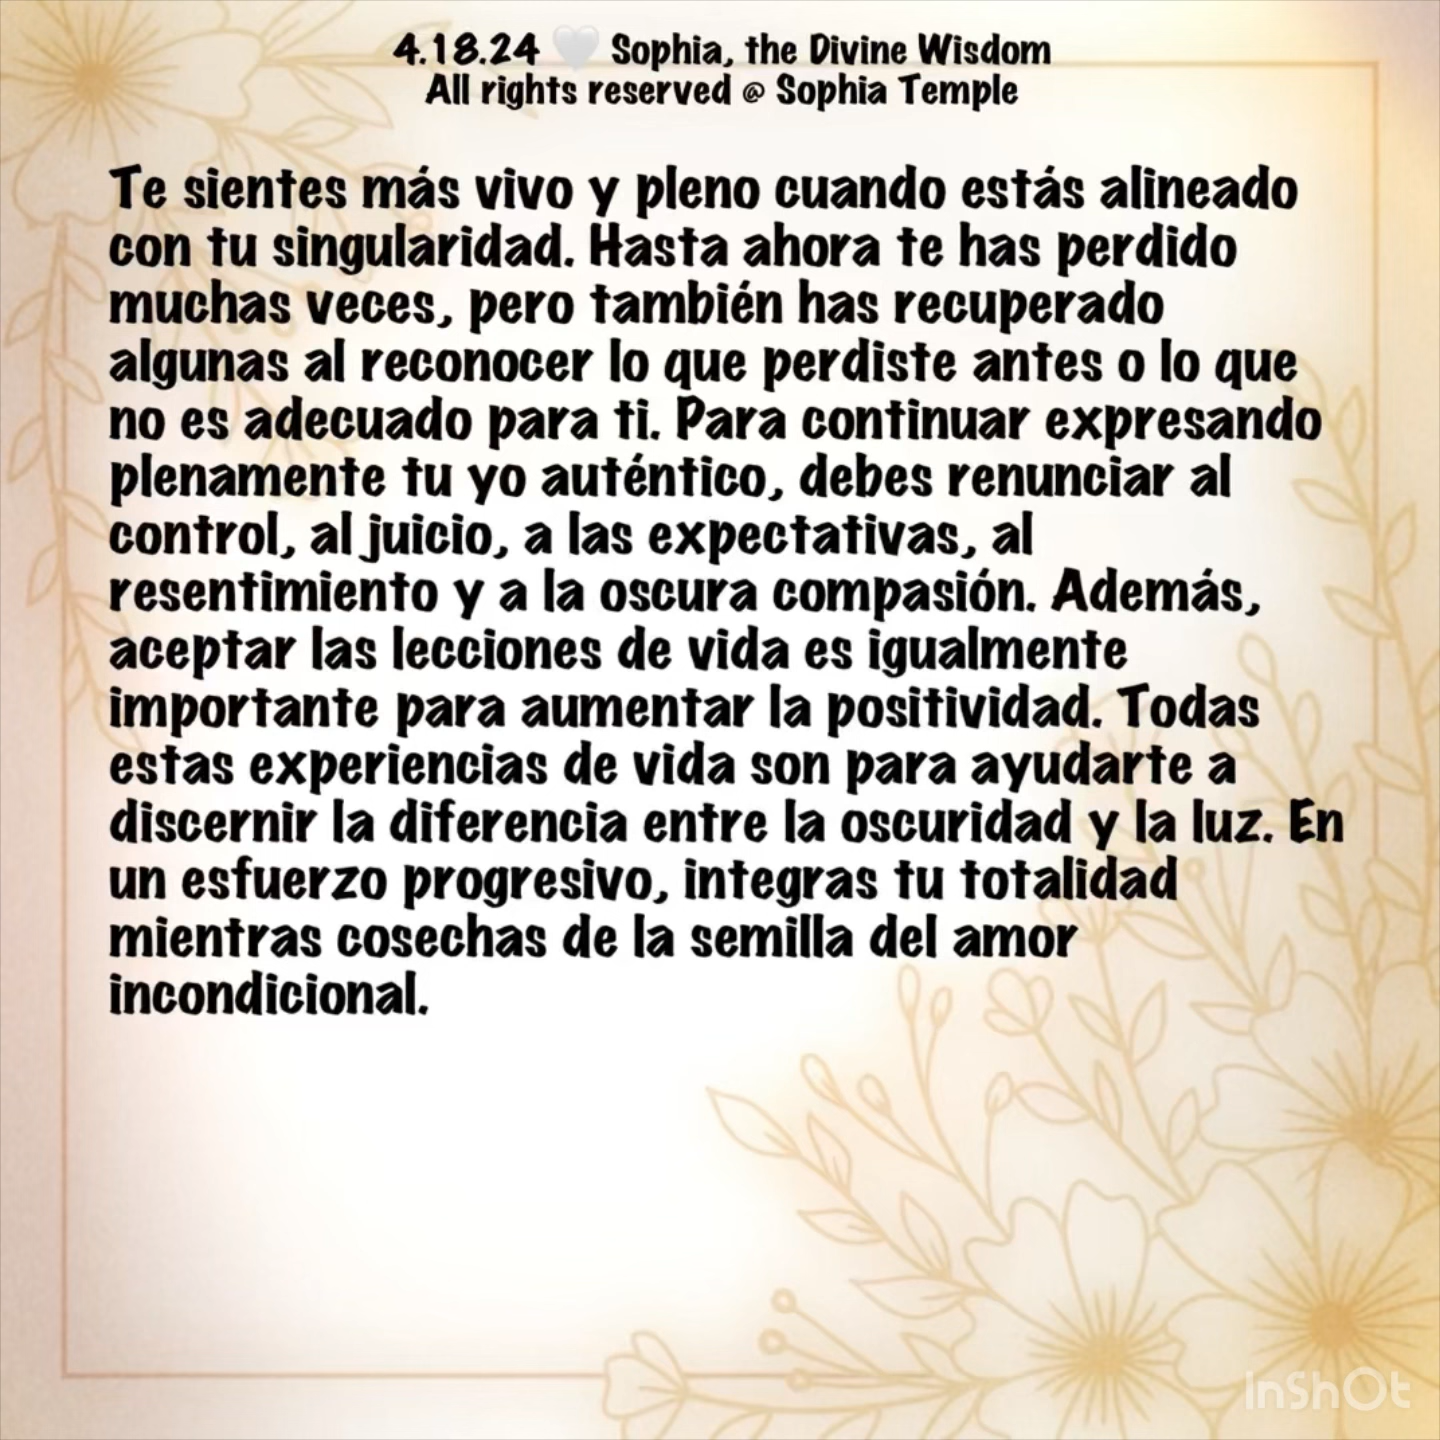 4.18.24 🤍 Sophia, the Divine Wisdom
All rights reserved @ Sophia Temple
Te sientes más vivo y pleno cuando estás alineado
con tu singularidad. Hasta ahora te has perdido
muchas veces, pero también has recuperado
algunas al reconocer lo que perdiste antes o lo que
no es adecuado para ti. Para continuar expresando
plenamente tu yo auténtico, debes renunciar al
control, al juicio, a las expectativas, al
resentimiento y a la oscura compasión. Además,
aceptar las lecciones de vida es igualmente
importante para aumentar la positividad. Todas
estas experiencias de vida son para ayudarte a
discernir la diferencia entre la oscuridad y la luz. En
un esfuerzo progresivo, integras tu totalidad
mientras cosechas de la semilla del amor
incondicional.
InShOt